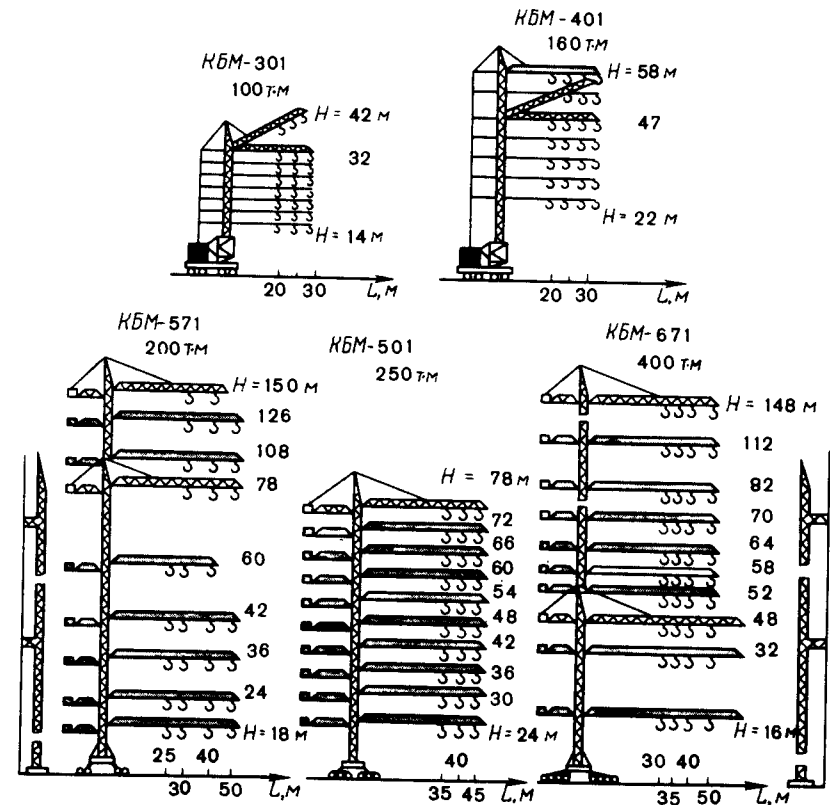 КБМ-301
100 т·м
H = 42 м
32
H = 14 м
20 30 L, м
КБМ-401
160 т·м
H = 58 м
47
H = 22 м
20 30 L, м
КБМ-571
200 т·м
H = 150 м
126
108
78
60
42
36
24
H = 18 м
25 40
30 50 L, м
КБМ-501
250 т·м
H = 78 м
72
66
60
54
48
42
36
30
H = 24 м
40
35 45 L, м
КБМ-671
400 т·м
H = 148 м
112
82
70
64
58
52
48
32
H = 16 м
30 40
35 50 L, м